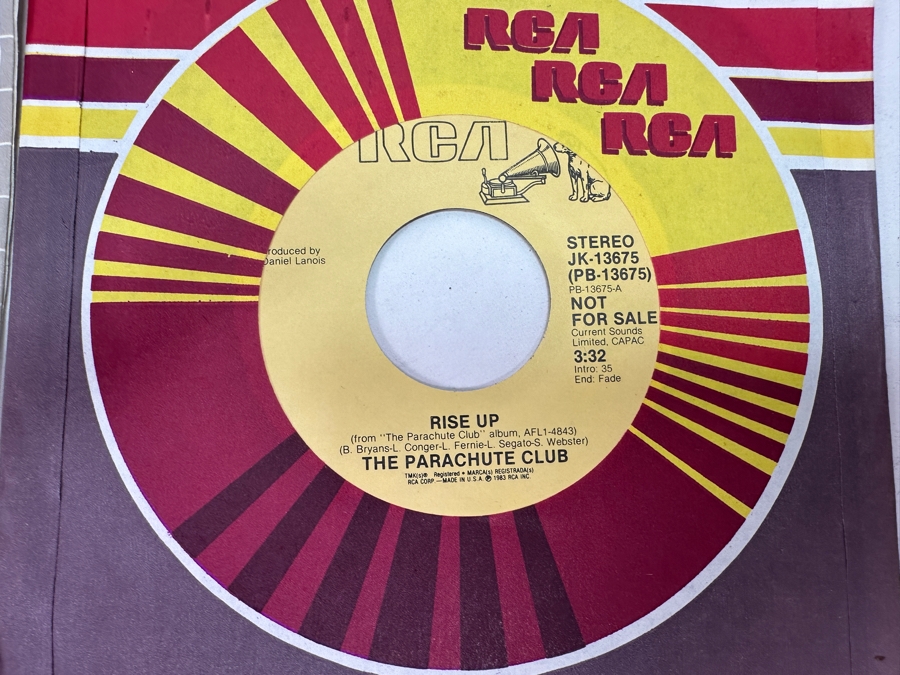 RCA
RCA
RCA
RCA
roduced by
Daniel Lanois
STEREO
JK-13675
(PB-13675)
PB-13675-A
NOT
FOR SALE
Current Sounds
Limited, CAPAC
3:32
Intro: 35
End: Fade
RISE UP
(from "The Parachute Club" album, AFL1-4843)
(B. Bryans-L. Conger-L. Fernie-L. Segato-S. Webster)
THE PARACHUTE CLUB
TMK(s)® Registered • MARCA(s) REGISTRADA(s)
RCA CORP.—MADE IN U.S.A. ℗ 1983 RCA INC.